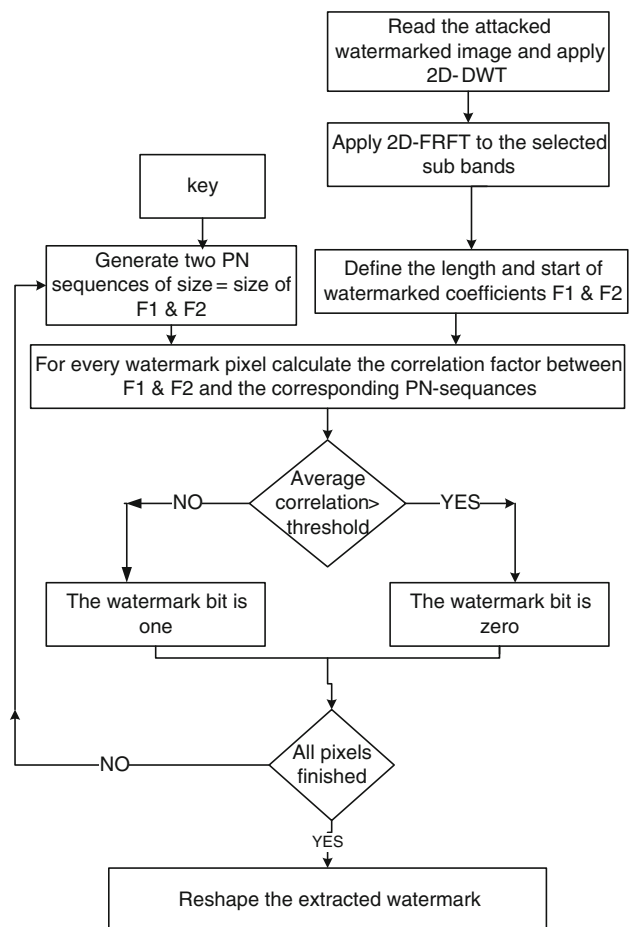 Read the attacked
watermarked image and apply
2D-DWT
Apply 2D-FRFT to the selected
sub bands
key
Generate two PN
sequences of size = size of
F1 & F2
Define the length and start of
watermarked coefficients F1 & F2
For every watermark pixel calculate the correlation factor between
F1 & F2 and the corresponding PN-sequances
Average
correlation>
threshold
NO
YES
The watermark bit is
one
The watermark bit is
zero
All pixels
finished
NO
YES
Reshape the extracted watermark